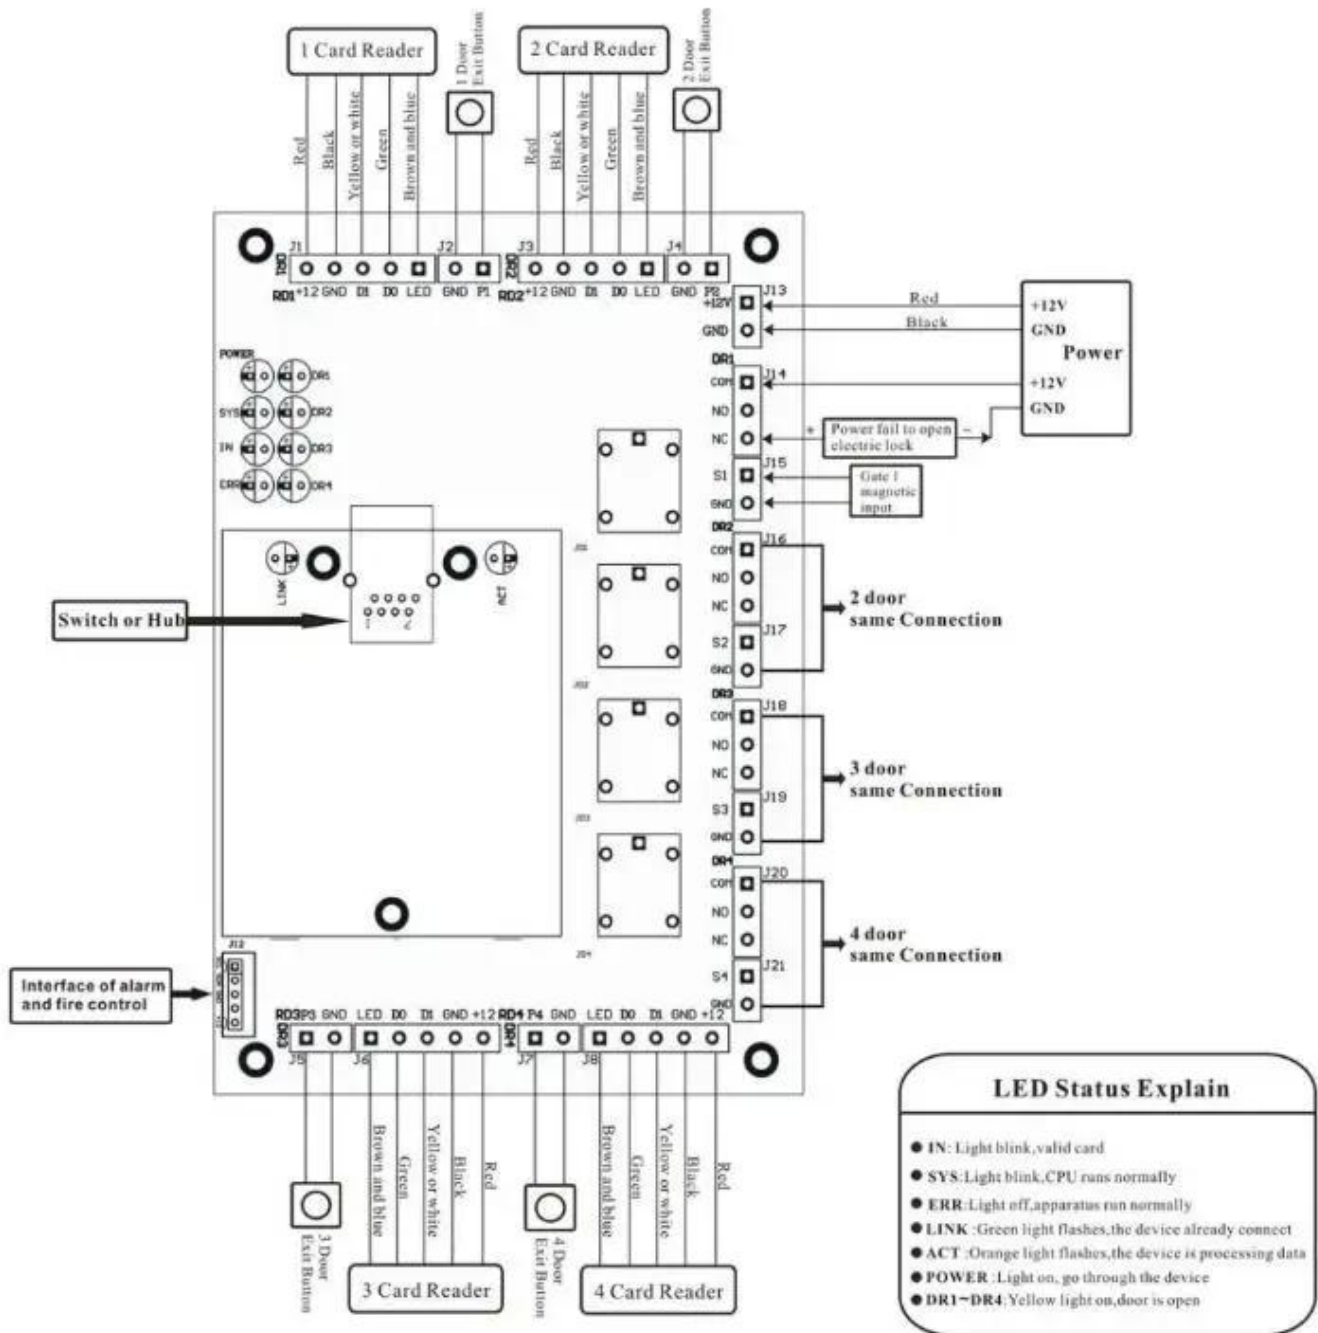 1 Card Reader
1 Door
Exit Button
2 Card Reader
2 Door
Exit Button
Red
Black
Yellow or white
Green
Brown and blue
Red
Black
Yellow or white
Green
Brown and blue
J1
J2
J3
J4
DR1
DR2
RD1 +12 GND D1 D0 LED GND P1 RD2 +12 GND D1 D0 LED GND P2
J13
+12V
GND
Red
Black
+12V
GND
Power
+12V
GND
DR1
J14
COM
NO
NC
+ Power fail to open
electric lock −
J15
S1
GND
Gate 1
magnetic
input
POWER
DR1
SYS
DR2
IN
DR3
ERR
DR4
LINK
ACT
Switch or Hub
1 2
DR2
J16
COM
NO
NC
J17
S2
GND
2 door
same Connection
DR3
J18
COM
NO
NC
J19
S3
GND
3 door
same Connection
DR4
J20
COM
NO
NC
J21
S4
GND
4 door
same Connection
J12
Interface of alarm
and fire control
RD3 P3 GND LED D0 D1 GND +12 RD4 P4 GND LED D0 D1 GND +12
DR3
DR4
J5
J6
J7
J8
Brown and blue
Green
Yellow or white
Black
Red
Brown and blue
Green
Yellow or white
Black
Red
3 Door
Exit Button
3 Card Reader
4 Door
Exit Button
4 Card Reader
LED Status Explain
● IN: Light blink,valid card
● SYS:Light blink,CPU runs normally
● ERR:Light off,apparatus run normally
● LINK :Green light flashes,the device already connect
● ACT :Orange light flashes,the device is processing data
● POWER :Light on, go through the device
● DR1~DR4:Yellow light on,door is open